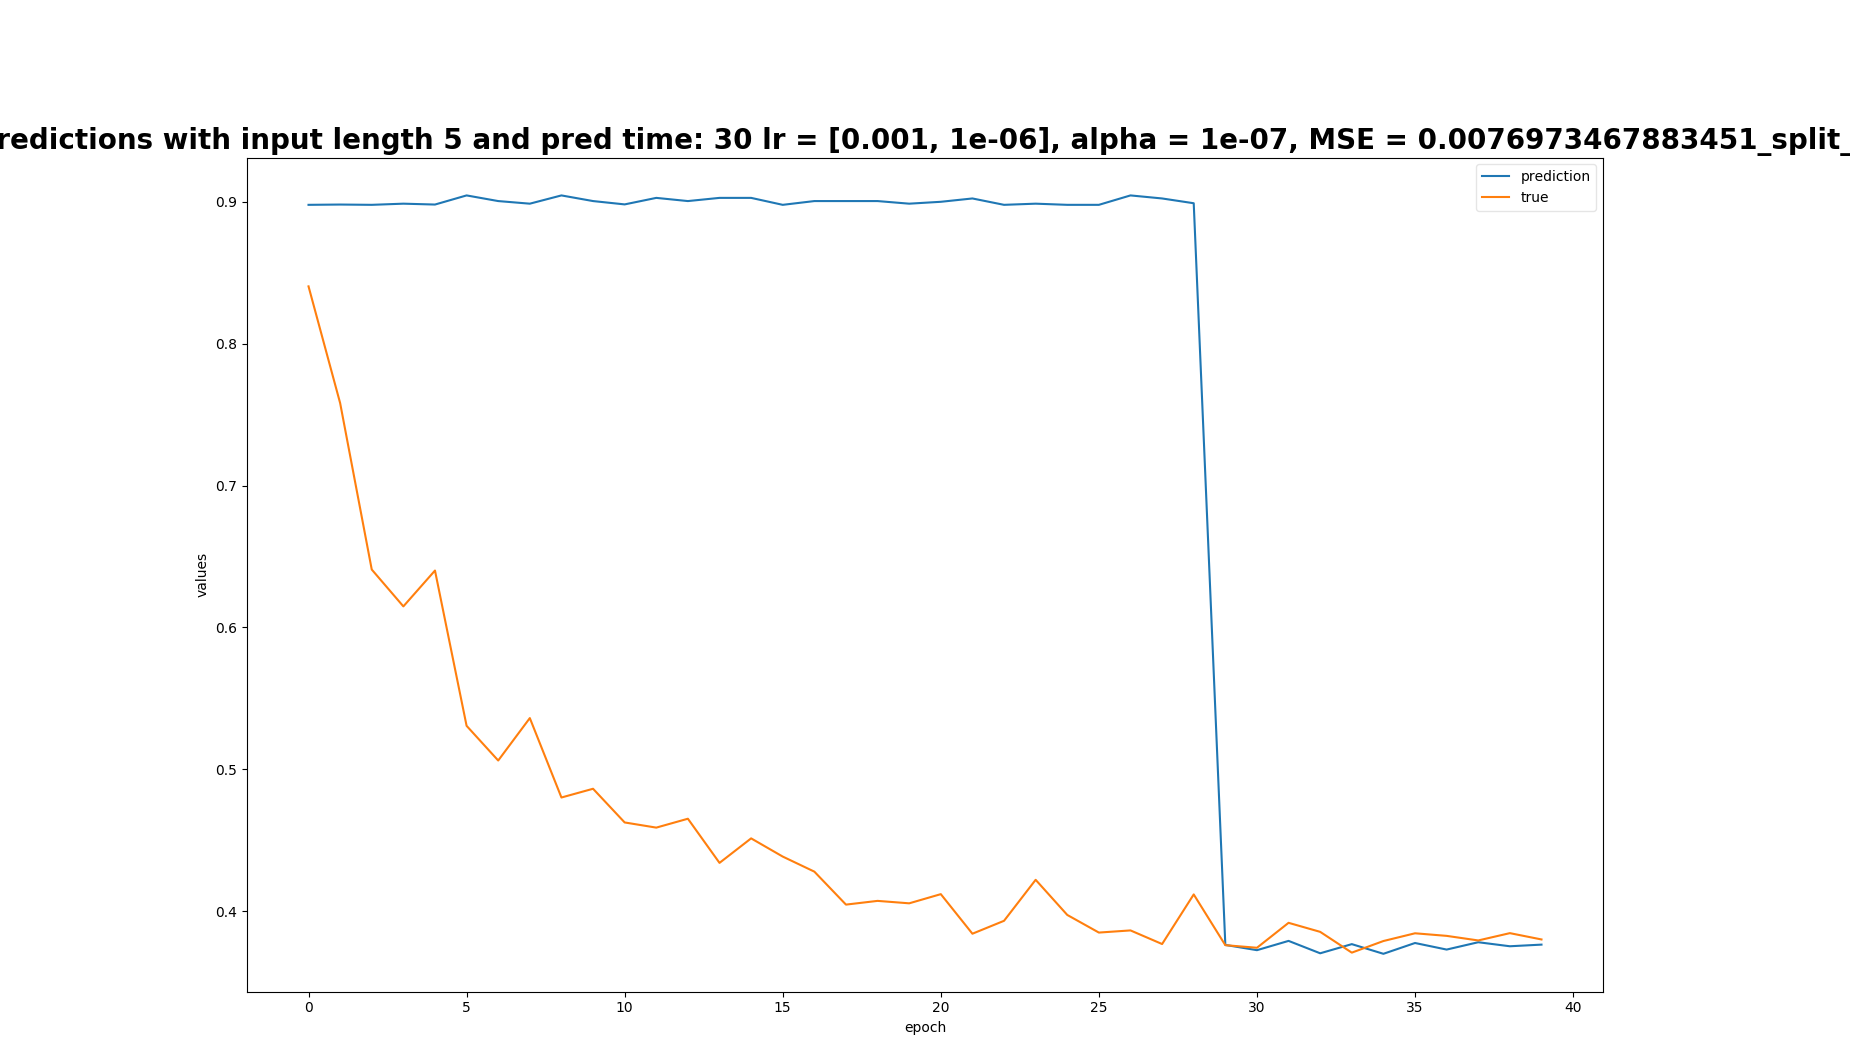 redictions with input length 5 and pred time: 30 lr = [0.001, 1e-06], alpha = 1e-07, MSE = 0.0076973467883451_split_
prediction
true
0.9
0.8
0.7
0.6
0.5
0.4
values
0 5 10 15 20 25 30 35 40
epoch